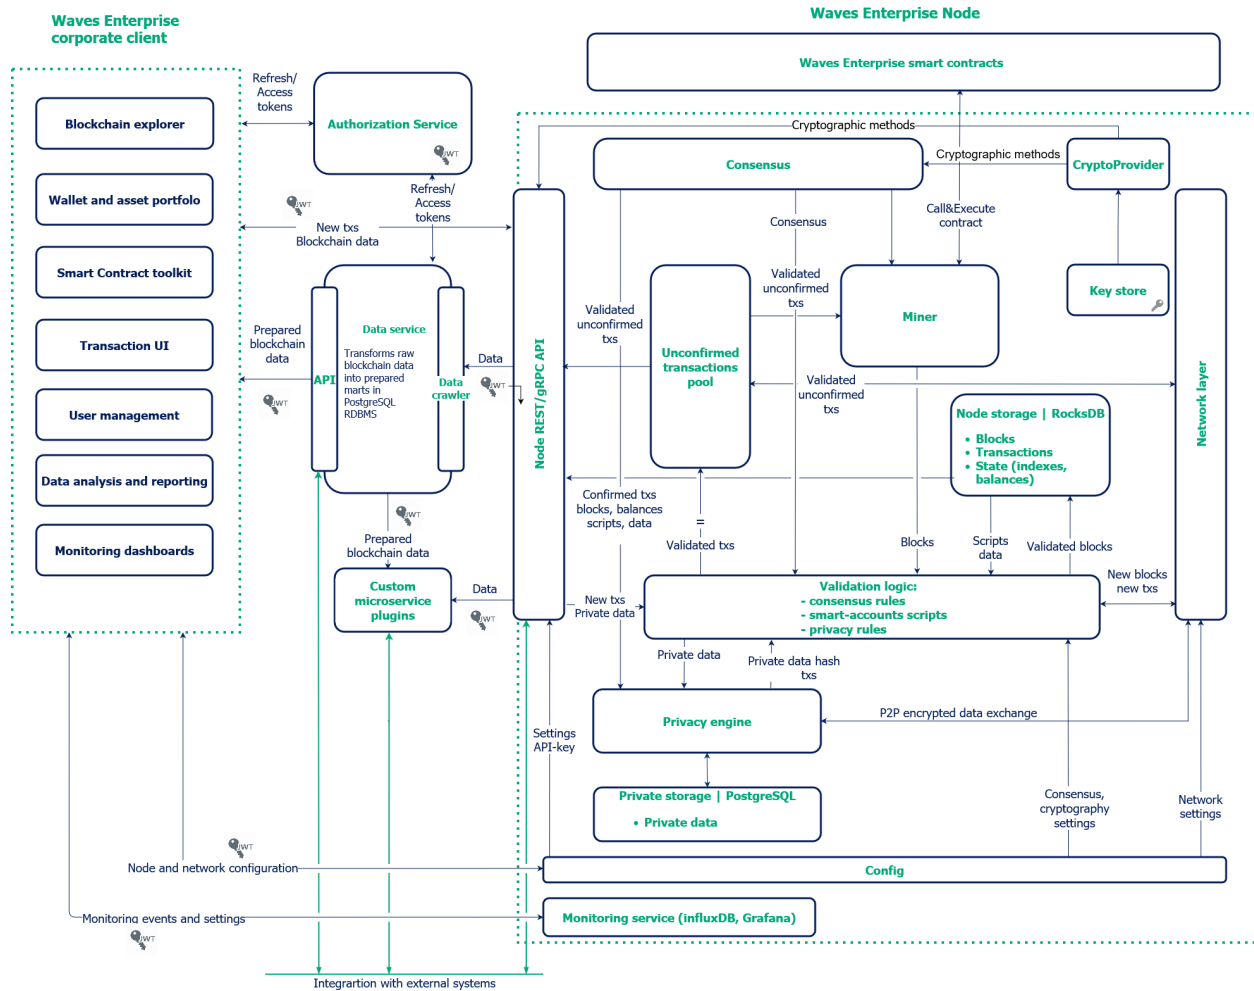 Waves Enterprise
corporate client
Blockchain explorer
Wallet and asset portfolo
Smart Contract toolkit
Transaction UI
User management
Data analysis and reporting
Monitoring dashboards
Refresh/
Access
tokens
Authorization Service
JWT
Refresh/
Access
tokens
JWT
New txs
Blockchain data
Prepared
blockchain
data
JWT
API
Data service
Transforms raw
blockchain data
into prepared
marts in
PostgreSQL
RDBMS
Data
crawler
Data
JWT
JWT
Prepared
blockchain data
Custom
microservice
plugins
Data
JWT
Node and network configuration
JWT
Monitoring events and settings
JWT
Integrartion with external systems
Waves Enterprise Node
Waves Enterprise smart contracts
Cryptographic methods
Consensus
Cryptographic methods
CryptoProvider
Key store
Node REST/gRPC API
Network layer
Consensus
Call&Execute
contract
Validated
unconfirmed
txs
Unconfirmed
transactions
pool
Validated
unconfirmed
txs
Miner
Validated
unconfirmed
txs
Node storage | RocksDB
• Blocks
• Transactions
• State (indexes,
balances)
Confirmed txs
blocks, balances
scripts, data
=
Validated txs
Blocks
Scripts
data
Validated blocks
New blocks
new txs
New txs
Private data
Validation logic:
- consensus rules
- smart-accounts scripts
- privacy rules
Private data
Private data hash
txs
Privacy engine
P2P encrypted data exchange
Settings
API-key
Private storage | PostgreSQL
• Private data
Consensus,
cryptography
settings
Network
settings
Config
Monitoring service (influxDB, Grafana)